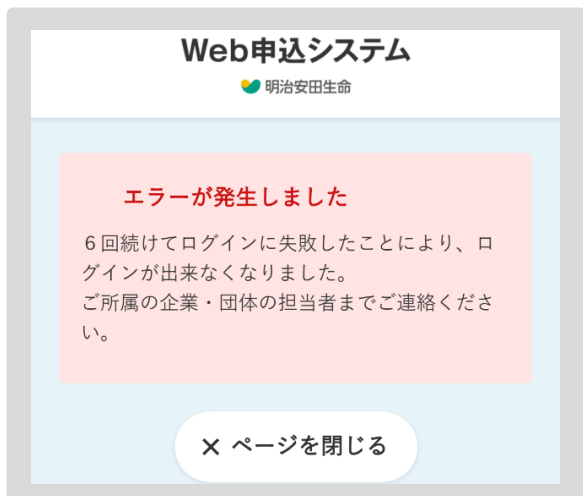 Web申込システム
明治安田生命
エラーが発生しました
６回続けてログインに失敗したことにより、ロ
グインが出来なくなりました。
ご所属の企業・団体の担当者までご連絡くださ
い。
× ページを閉じる